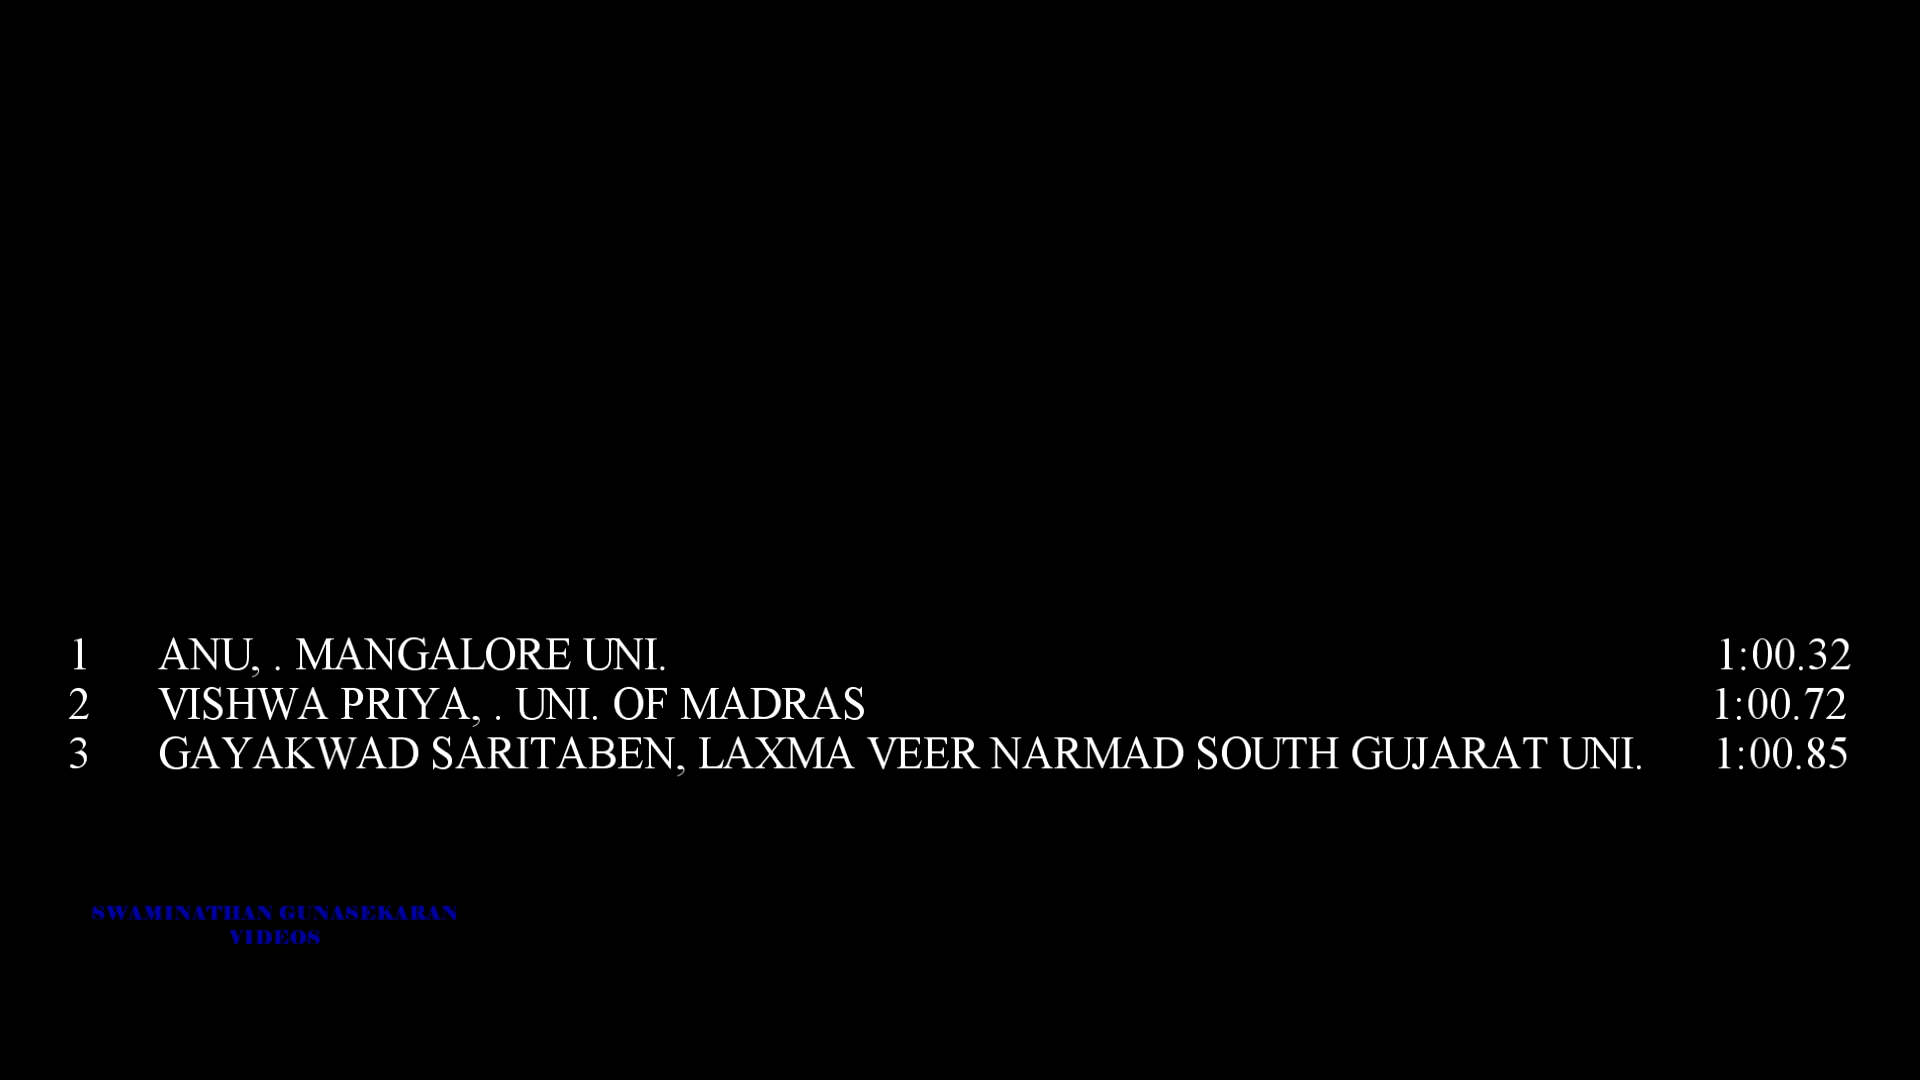 1 ANU, . MANGALORE UNI. 1:00.32
2 VISHWA PRIYA, . UNI. OF MADRAS 1:00.72
3 GAYAKWAD SARITABEN, LAXMA VEER NARMAD SOUTH GUJARAT UNI. 1:00.85
SWAMINATHAN GUNASEKARAN
VIDEOS